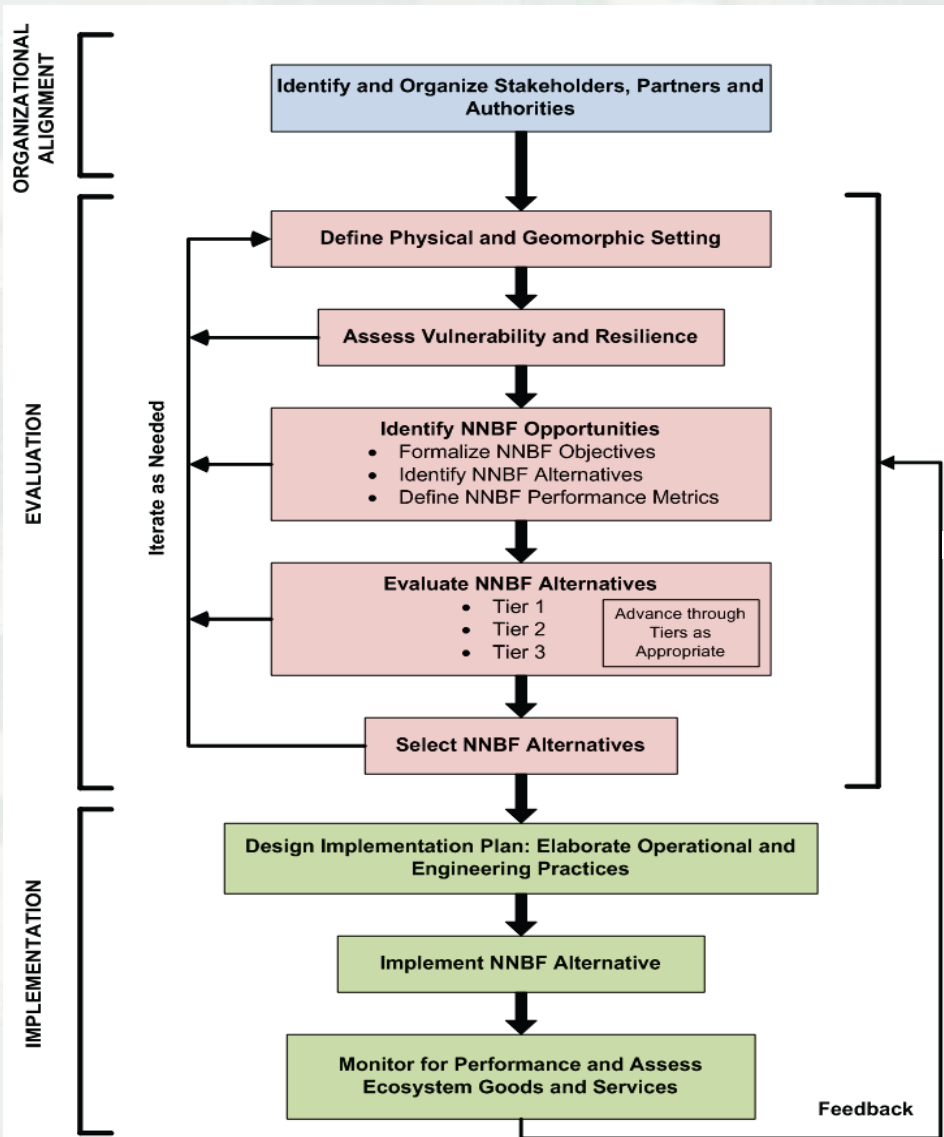 ORGANIZATIONAL
ALIGNMENT
Identify and Organize Stakeholders, Partners and
Authorities
EVALUATION
Iterate as Needed
Define Physical and Geomorphic Setting
Assess Vulnerability and Resilience
Identify NNBF Opportunities
• Formalize NNBF Objectives
• Identify NNBF Alternatives
• Define NNBF Performance Metrics
Evaluate NNBF Alternatives
• Tier 1
• Tier 2
• Tier 3
Advance through
Tiers as
Appropriate
Select NNBF Alternatives
IMPLEMENTATION
Design Implementation Plan: Elaborate Operational and
Engineering Practices
Implement NNBF Alternative
Monitor for Performance and Assess
Ecosystem Goods and Services
Feedback